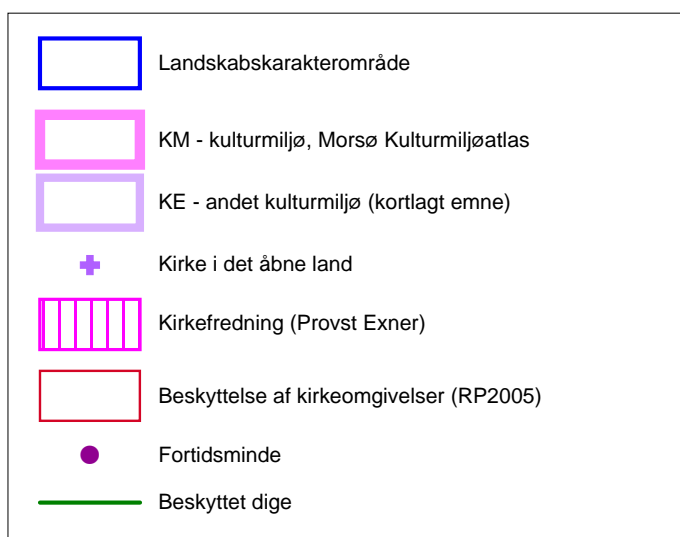 Landskabskarakterområde
KM - kulturmiljø, Morsø Kulturmiljøatlas
KE - andet kulturmiljø (kortlagt emne)
Kirke i det åbne land
Kirkefredning (Provst Exner)
Beskyttelse af kirkeomgivelser (RP2005)
Fortidsminde
Beskyttet dige